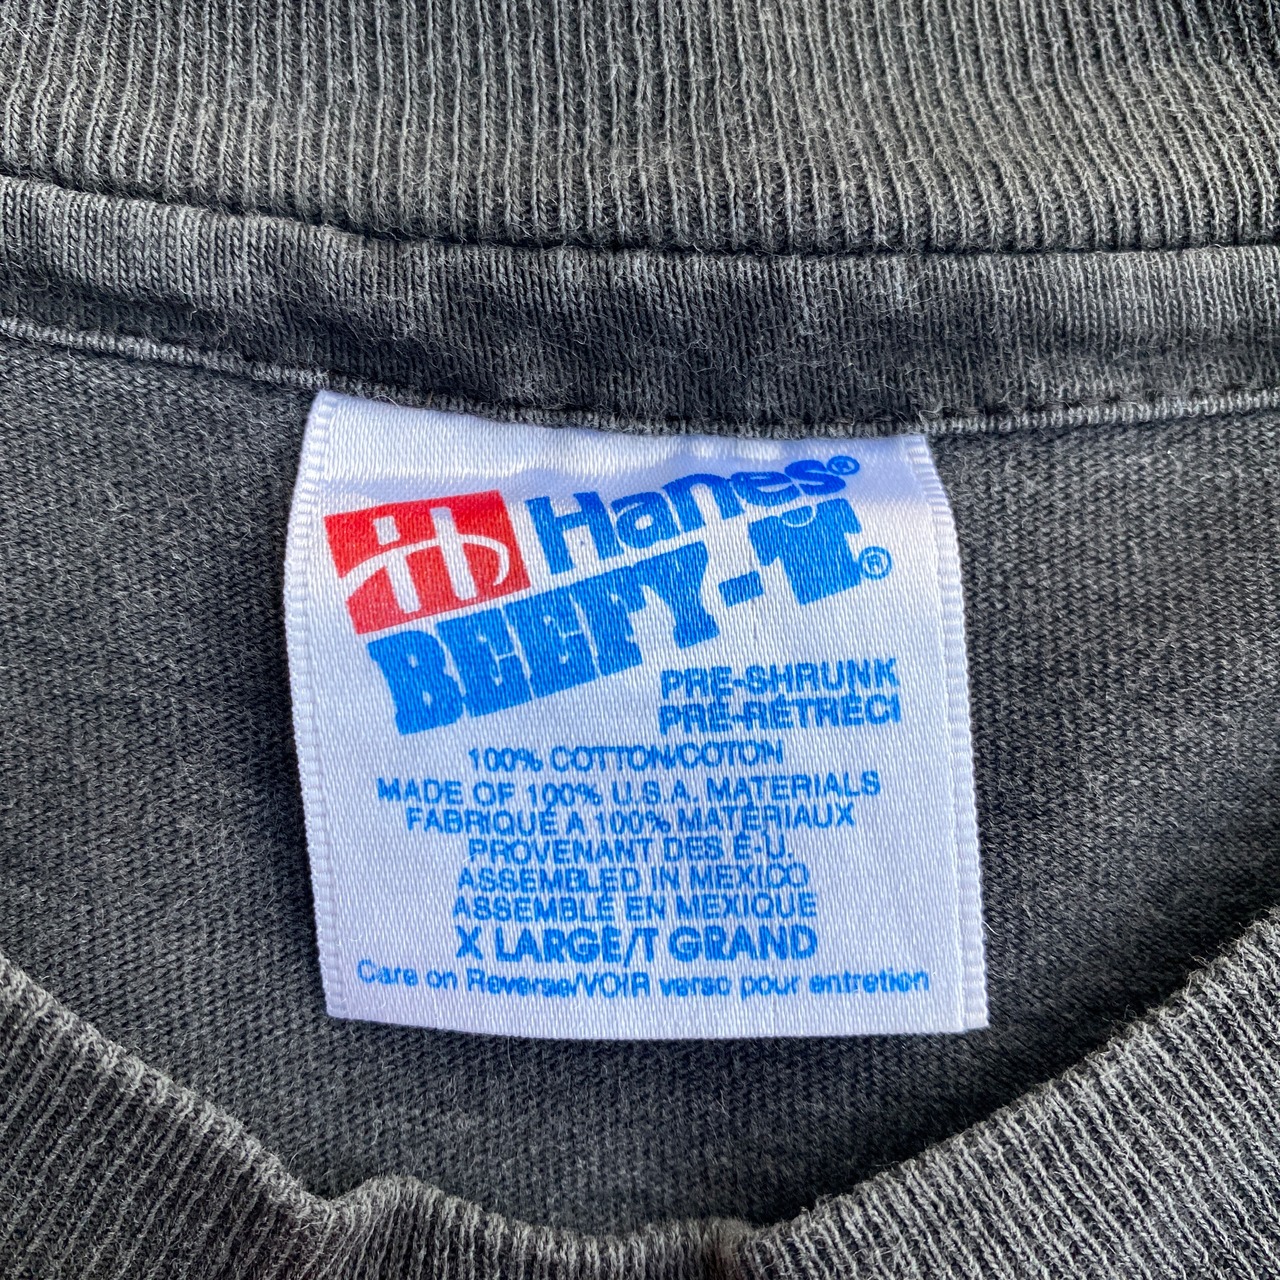 Hanes®
BEEFY-T®
PRE-SHRUNK
PRÉ-RÉTRÉCI
100% COTTON/COTON
MADE OF 100% U.S.A. MATERIALS
FABRIQUÉ A 100% MATÉRIAUX
PROVENANT DES É-U.
ASSEMBLED IN MEXICO
ASSEMBLÉ EN MEXIQUE
X LARGE/T GRAND
Care on Reverse/VOIR verso pour entretien